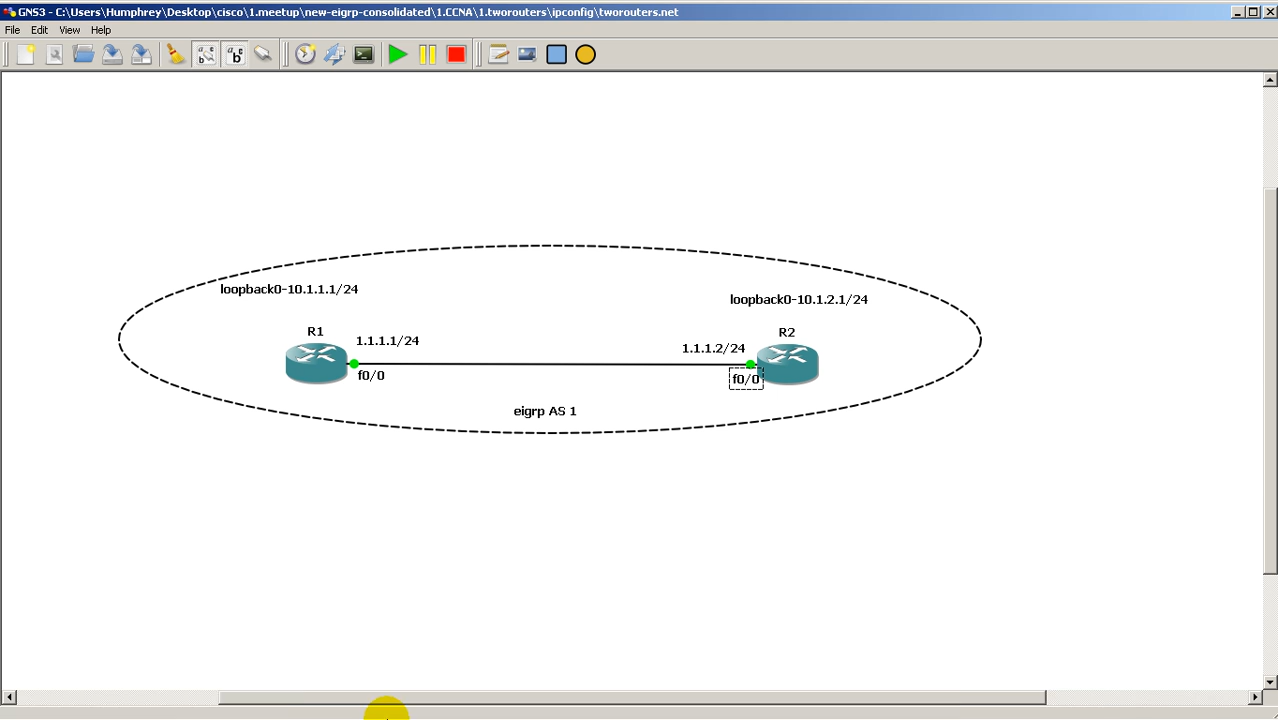 GNS3 - C:\Users\Humphrey\Desktop\cisco\1.meetup\new-eigrp-consolidated\1.CCNA\1.tworouters\ipconfig\tworouters.net
File Edit View Help
loopback0-10.1.1.1/24
loopback0-10.1.2.1/24
R1
R2
1.1.1.1/24
1.1.1.2/24
f0/0
f0/0
eigrp AS 1